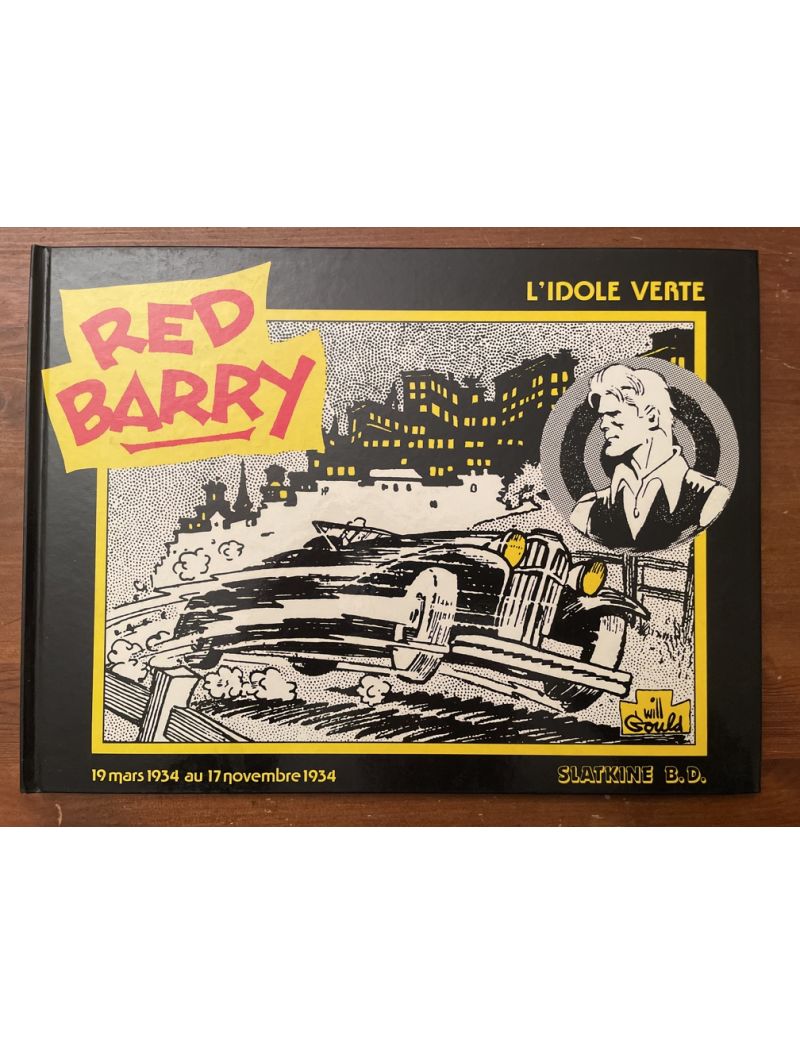 L'IDOLE VERTE
RED
BARRY
will
Gould
19 mars 1934 au 17 novembre 1934
SLATKINE B.D.